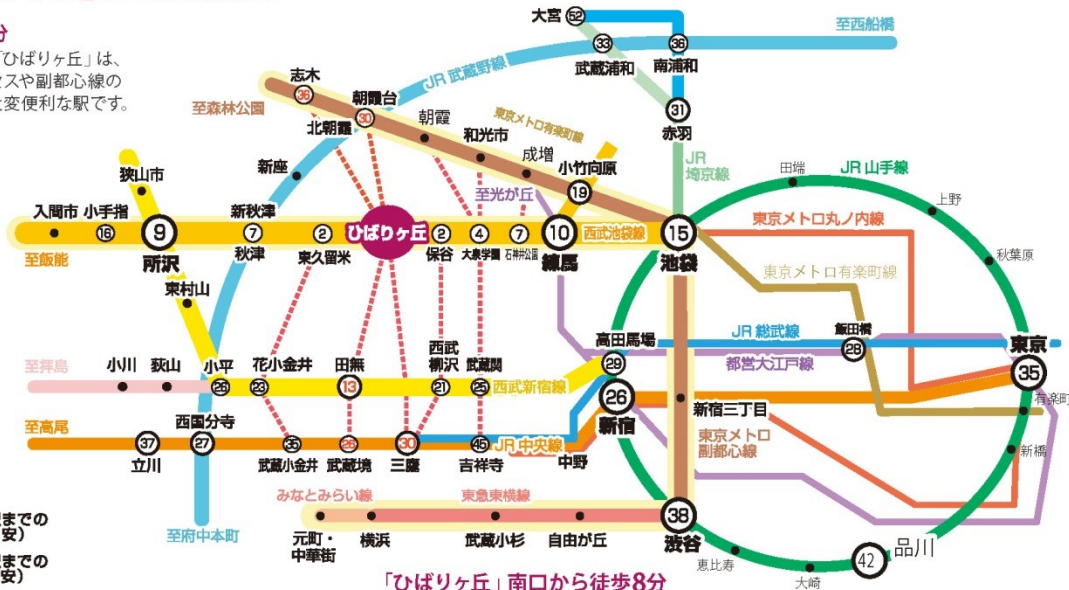 分
「ひばりヶ丘」は、
セスや副都心線の
大変便利な駅です。
大宮 52
33
武蔵浦和
36
南浦和
至西船橋
JR 武蔵野線
31
赤羽
JR
埼京線
志木
36
至森林公園
朝霞台
30
北朝霞
朝霞
和光市
成増
東京メトロ有楽町線
小竹向原
19
至光が丘
新座
狭山市
入間市
小手指
16
至飯能
9
所沢
新秋津
7
秋津
2
東久留米
ひばりヶ丘
2
保谷
4
大泉学園
7
石神井公園
10
練馬
西武池袋線
15
池袋
田端
JR 山手線
上野
東京メトロ丸ノ内線
秋葉原
東京メトロ有楽町線
東村山
至拝島
小川
萩山
小平
26
花小金井
23
田無
13
西武
柳沢
21
武蔵関
25
西武新宿線
高田馬場
29
JR 総武線
飯田橋
28
都営大江戸線
東京
35
有楽町
至高尾
37
立川
西国分寺
27
35
武蔵小金井
26
武蔵境
30
三鷹
45
吉祥寺
JR 中央線
中野
26
新宿
新宿三丁目
東京メトロ
副都心線
新橋
至府中本町
みなとみらい線
東急東横線
元町・
中華街
横浜
武蔵小杉
自由が丘
38
渋谷
恵比寿
大崎
42
品川
までの
安）
までの
安）
「ひばりヶ丘」南口から徒歩8分